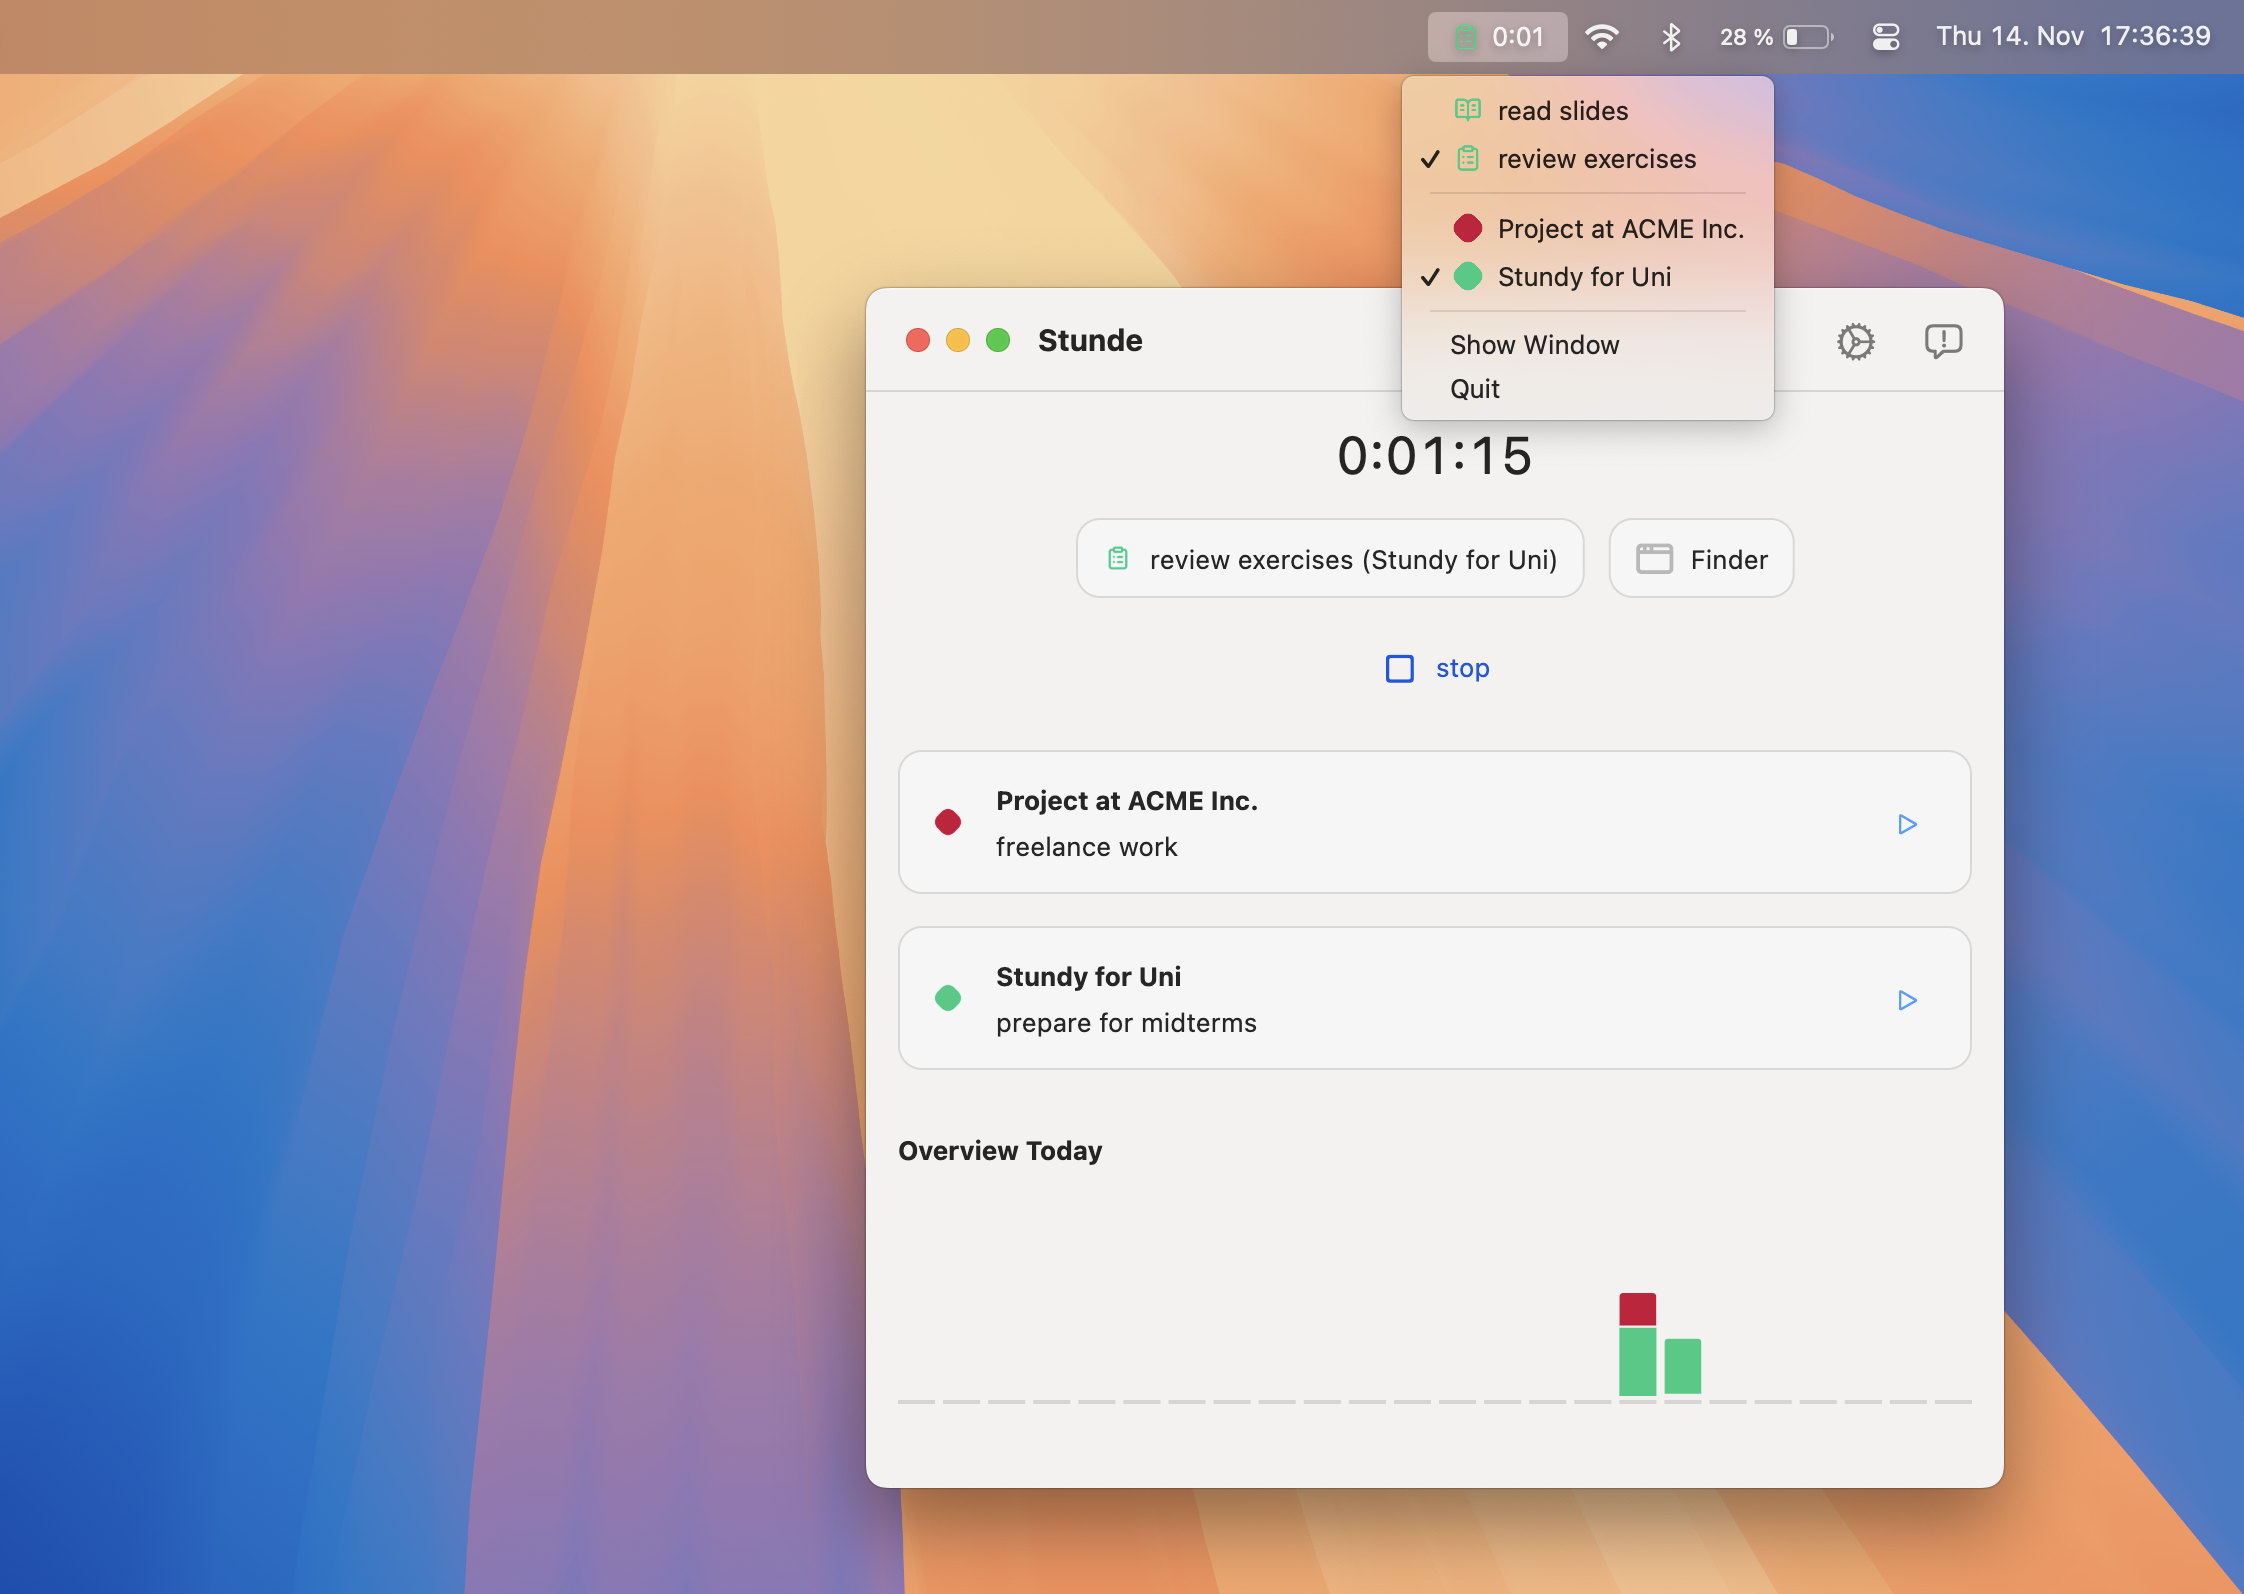 0:01
28 %
Thu 14. Nov 17:36:39
read slides
review exercises
Project at ACME Inc.
Stundy for Uni
Show Window
Quit
Stunde
0:01:15
review exercises (Stundy for Uni)
Finder
stop
Project at ACME Inc.
freelance work
Stundy for Uni
prepare for midterms
Overview Today